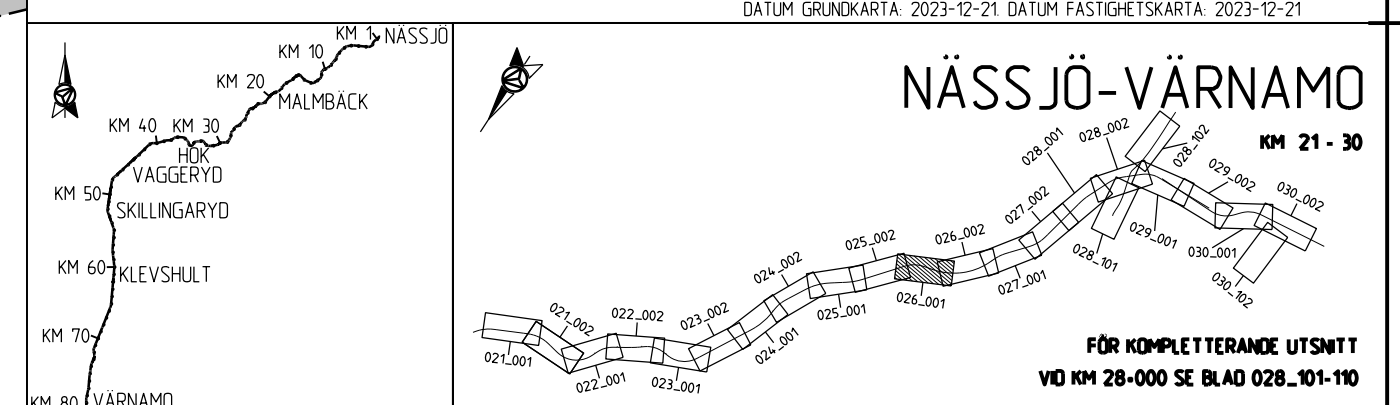 DATUM GRUNDKARTA: 2023-12-21. DATUM FASTIGHETSKARTA: 2023-12-21
KM 1
NÄSSJÖ
KM 10
KM 20
MALMBÄCK
KM 40
KM 30
HOK
VAGGERYD
KM 50
SKILLINGARYD
KM 60
KLEVSHULT
KM 70
KM 80
VÄRNAMO
NÄSSJÖ-VÄRNAMO
KM 21 - 30
021_001
021_002
022_001
022_002
023_001
023_002
024_001
024_002
025_001
025_002
026_001
026_002
027_001
027_002
028_001
028_002
028_101
028_102
029_001
029_002
030_001
030_002
030_102
FÖR KOMPLETTERANDE UTSNITT
VID KM 28+000 SE BLAD 028_101-110